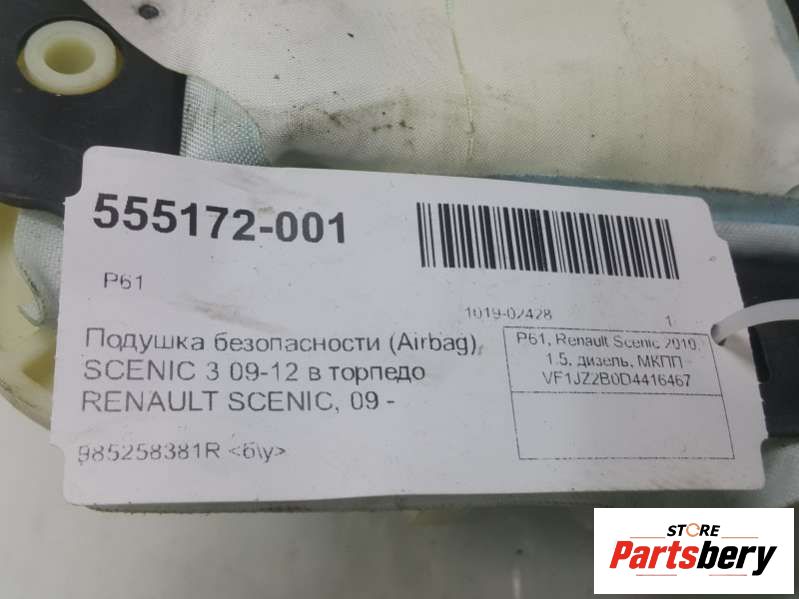 555172-001
P61
1019-02428 1
Подушка безопасности (Airbag),
SCENIC 3 09-12 в торпедо
RENAULT SCENIC, 09 -
985258381R <б\у>
P61, Renault Scenic 2010,
1.5, дизель, МКПП
VF1JZ2B0D4416467
STORE
Partsbery